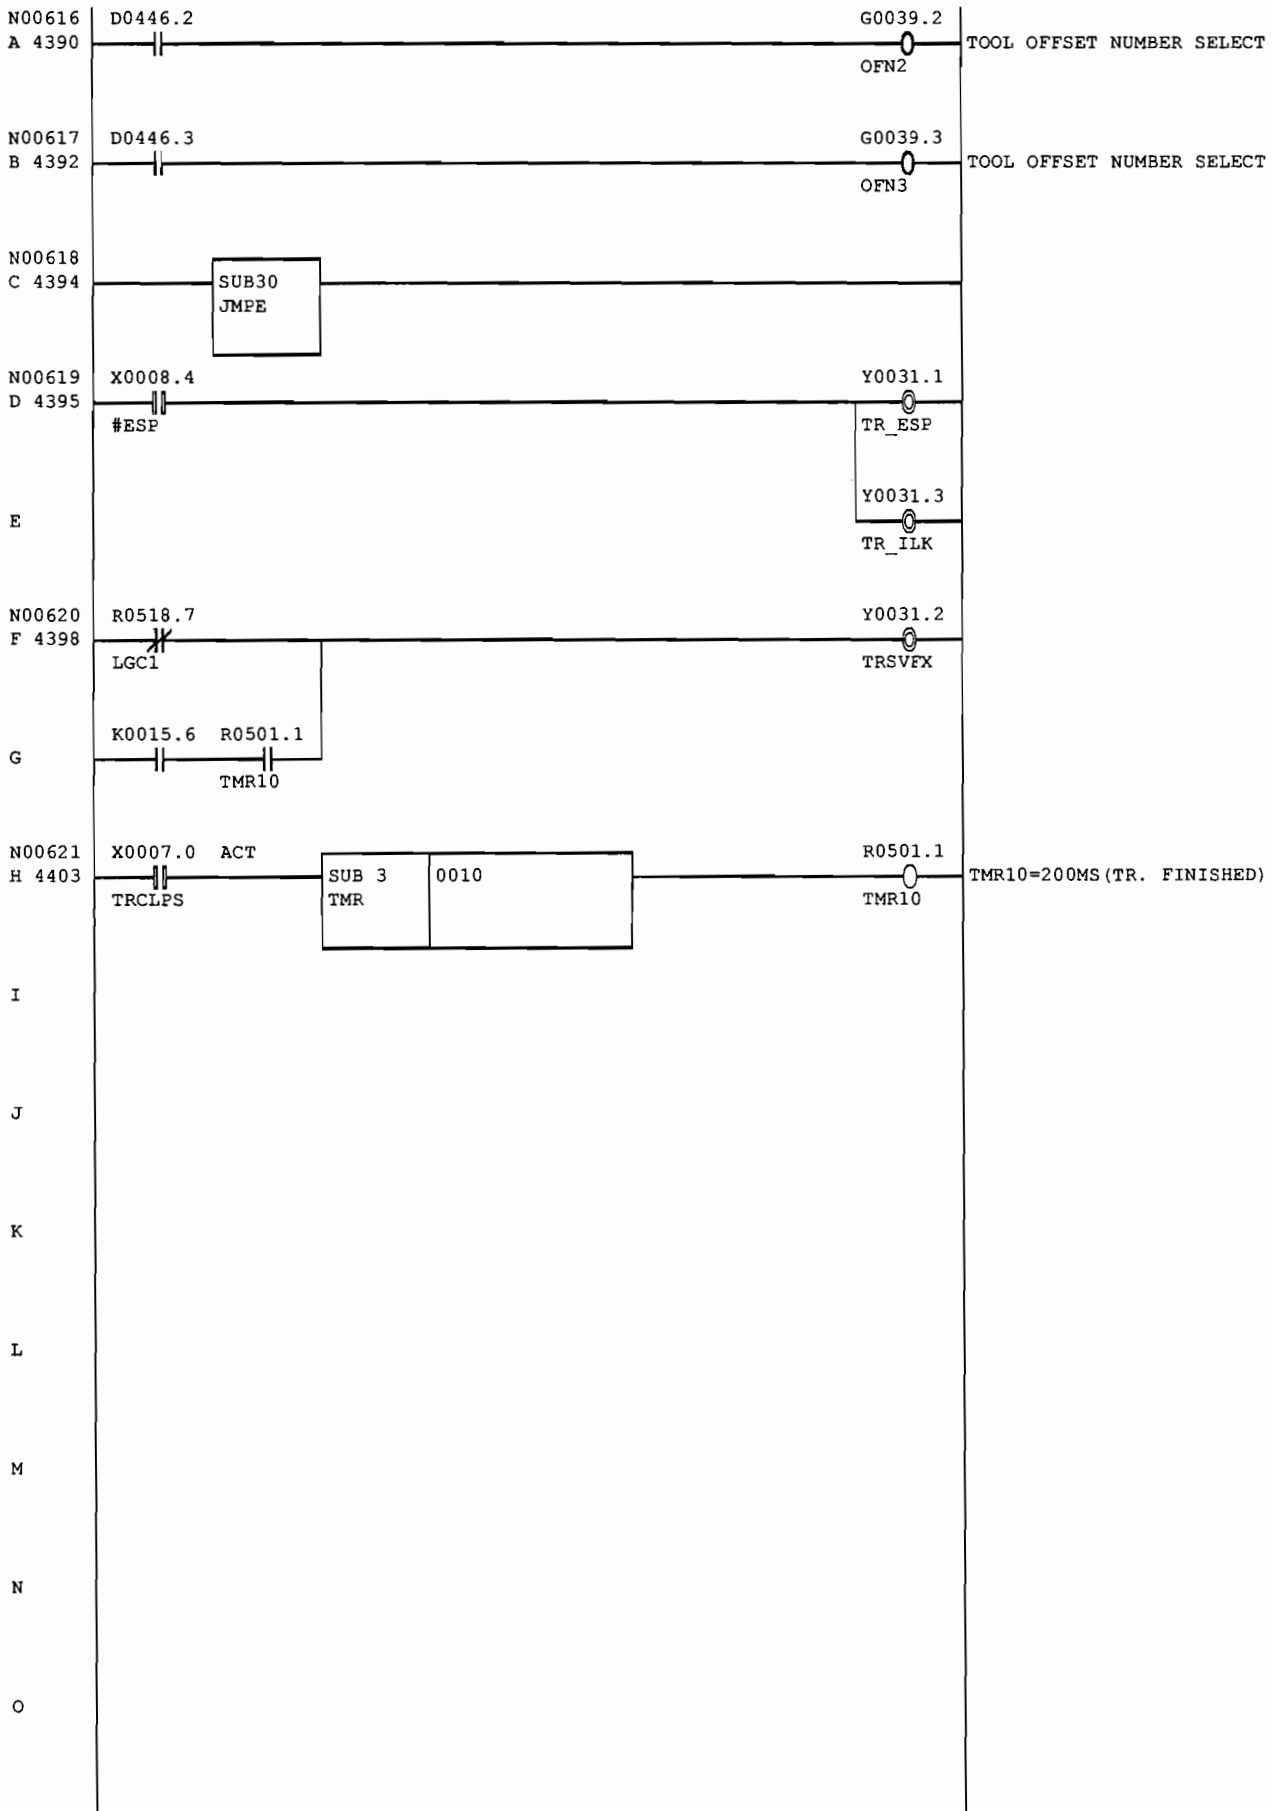 N00616 D0446.2 G0039.2
A 4390 TOOL OFFSET NUMBER SELECT
OFN2
N00617 D0446.3 G0039.3
B 4392 TOOL OFFSET NUMBER SELECT
OFN3
N00618
C 4394 SUB30
JMPE
N00619 X0008.4 Y0031.1
D 4395
#ESP TR_ESP
Y0031.3
E
TR_ILK
N00620 R0518.7 Y0031.2
F 4398
LGC1 TRSVFX
K0015.6 R0501.1
G
TMR10
N00621 X0007.0 ACT R0501.1
H 4403 SUB 3 0010 TMR10=200MS(TR. FINISHED)
TRCLPS TMR TMR10
I
J
K
L
M
N
O